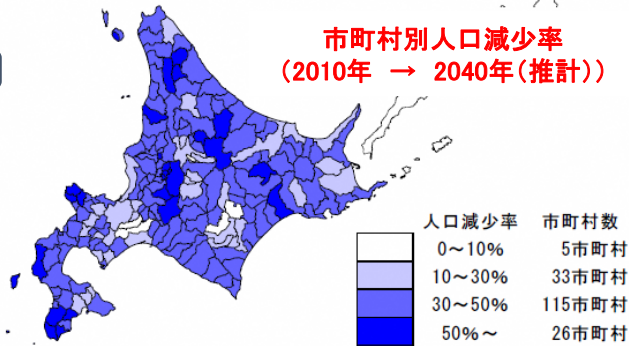 市町村別人口減少率
(2010年 → 2040年(推計))
人口減少率 市町村数
0~10% 5市町村
10~30% 33市町村
30~50% 115市町村
50%~ 26市町村